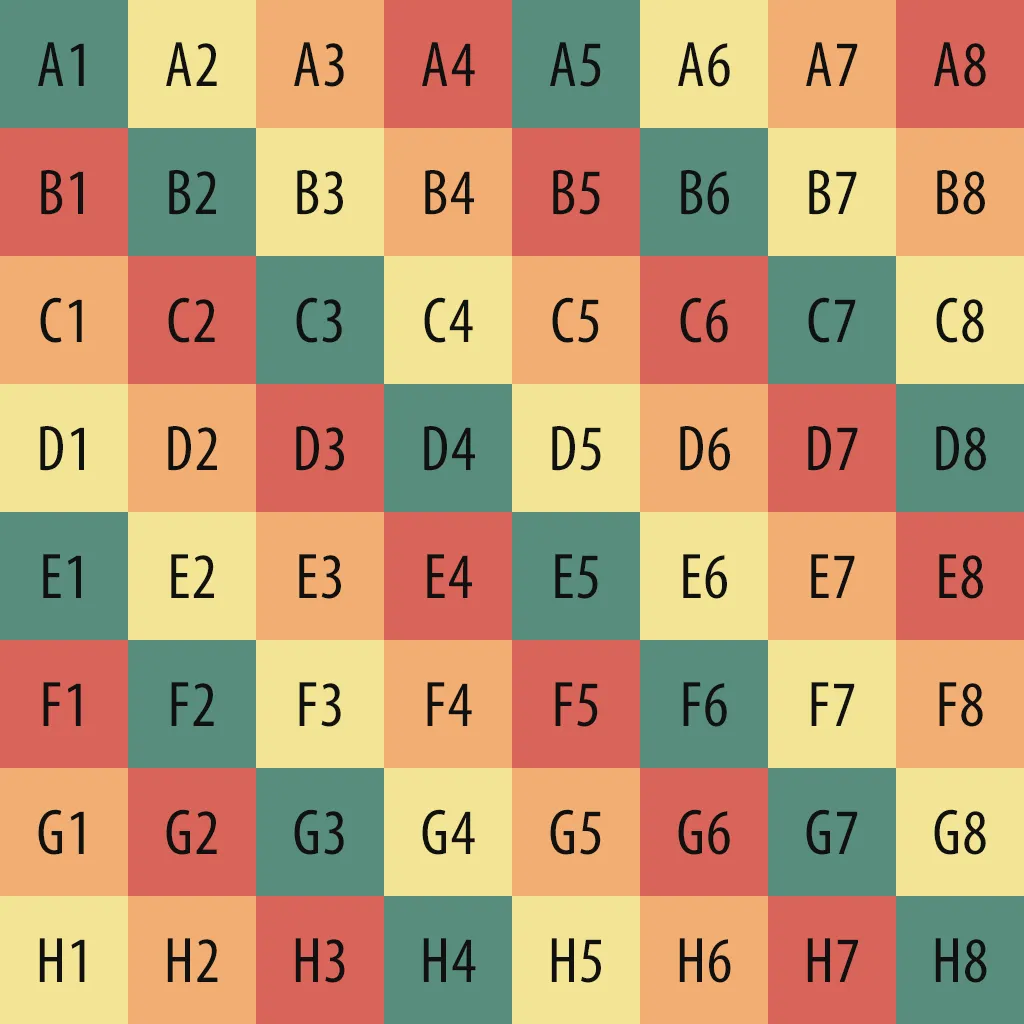 A1 A2 A3 A4 A5 A6 A7 A8
B1 B2 B3 B4 B5 B6 B7 B8
C1 C2 C3 C4 C5 C6 C7 C8
D1 D2 D3 D4 D5 D6 D7 D8
E1 E2 E3 E4 E5 E6 E7 E8
F1 F2 F3 F4 F5 F6 F7 F8
G1 G2 G3 G4 G5 G6 G7 G8
H1 H2 H3 H4 H5 H6 H7 H8